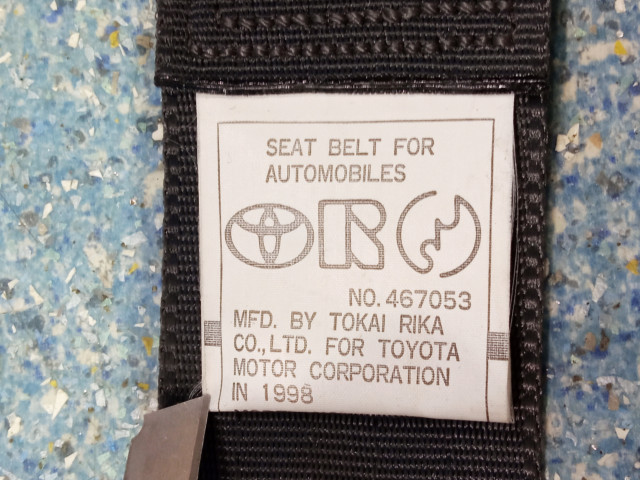 SEAT BELT FOR
AUTOMOBILES
R
NO. 467053
MFD. BY TOKAI RIKA
CO., LTD. FOR TOYOTA
MOTOR CORPORATION
IN 1998